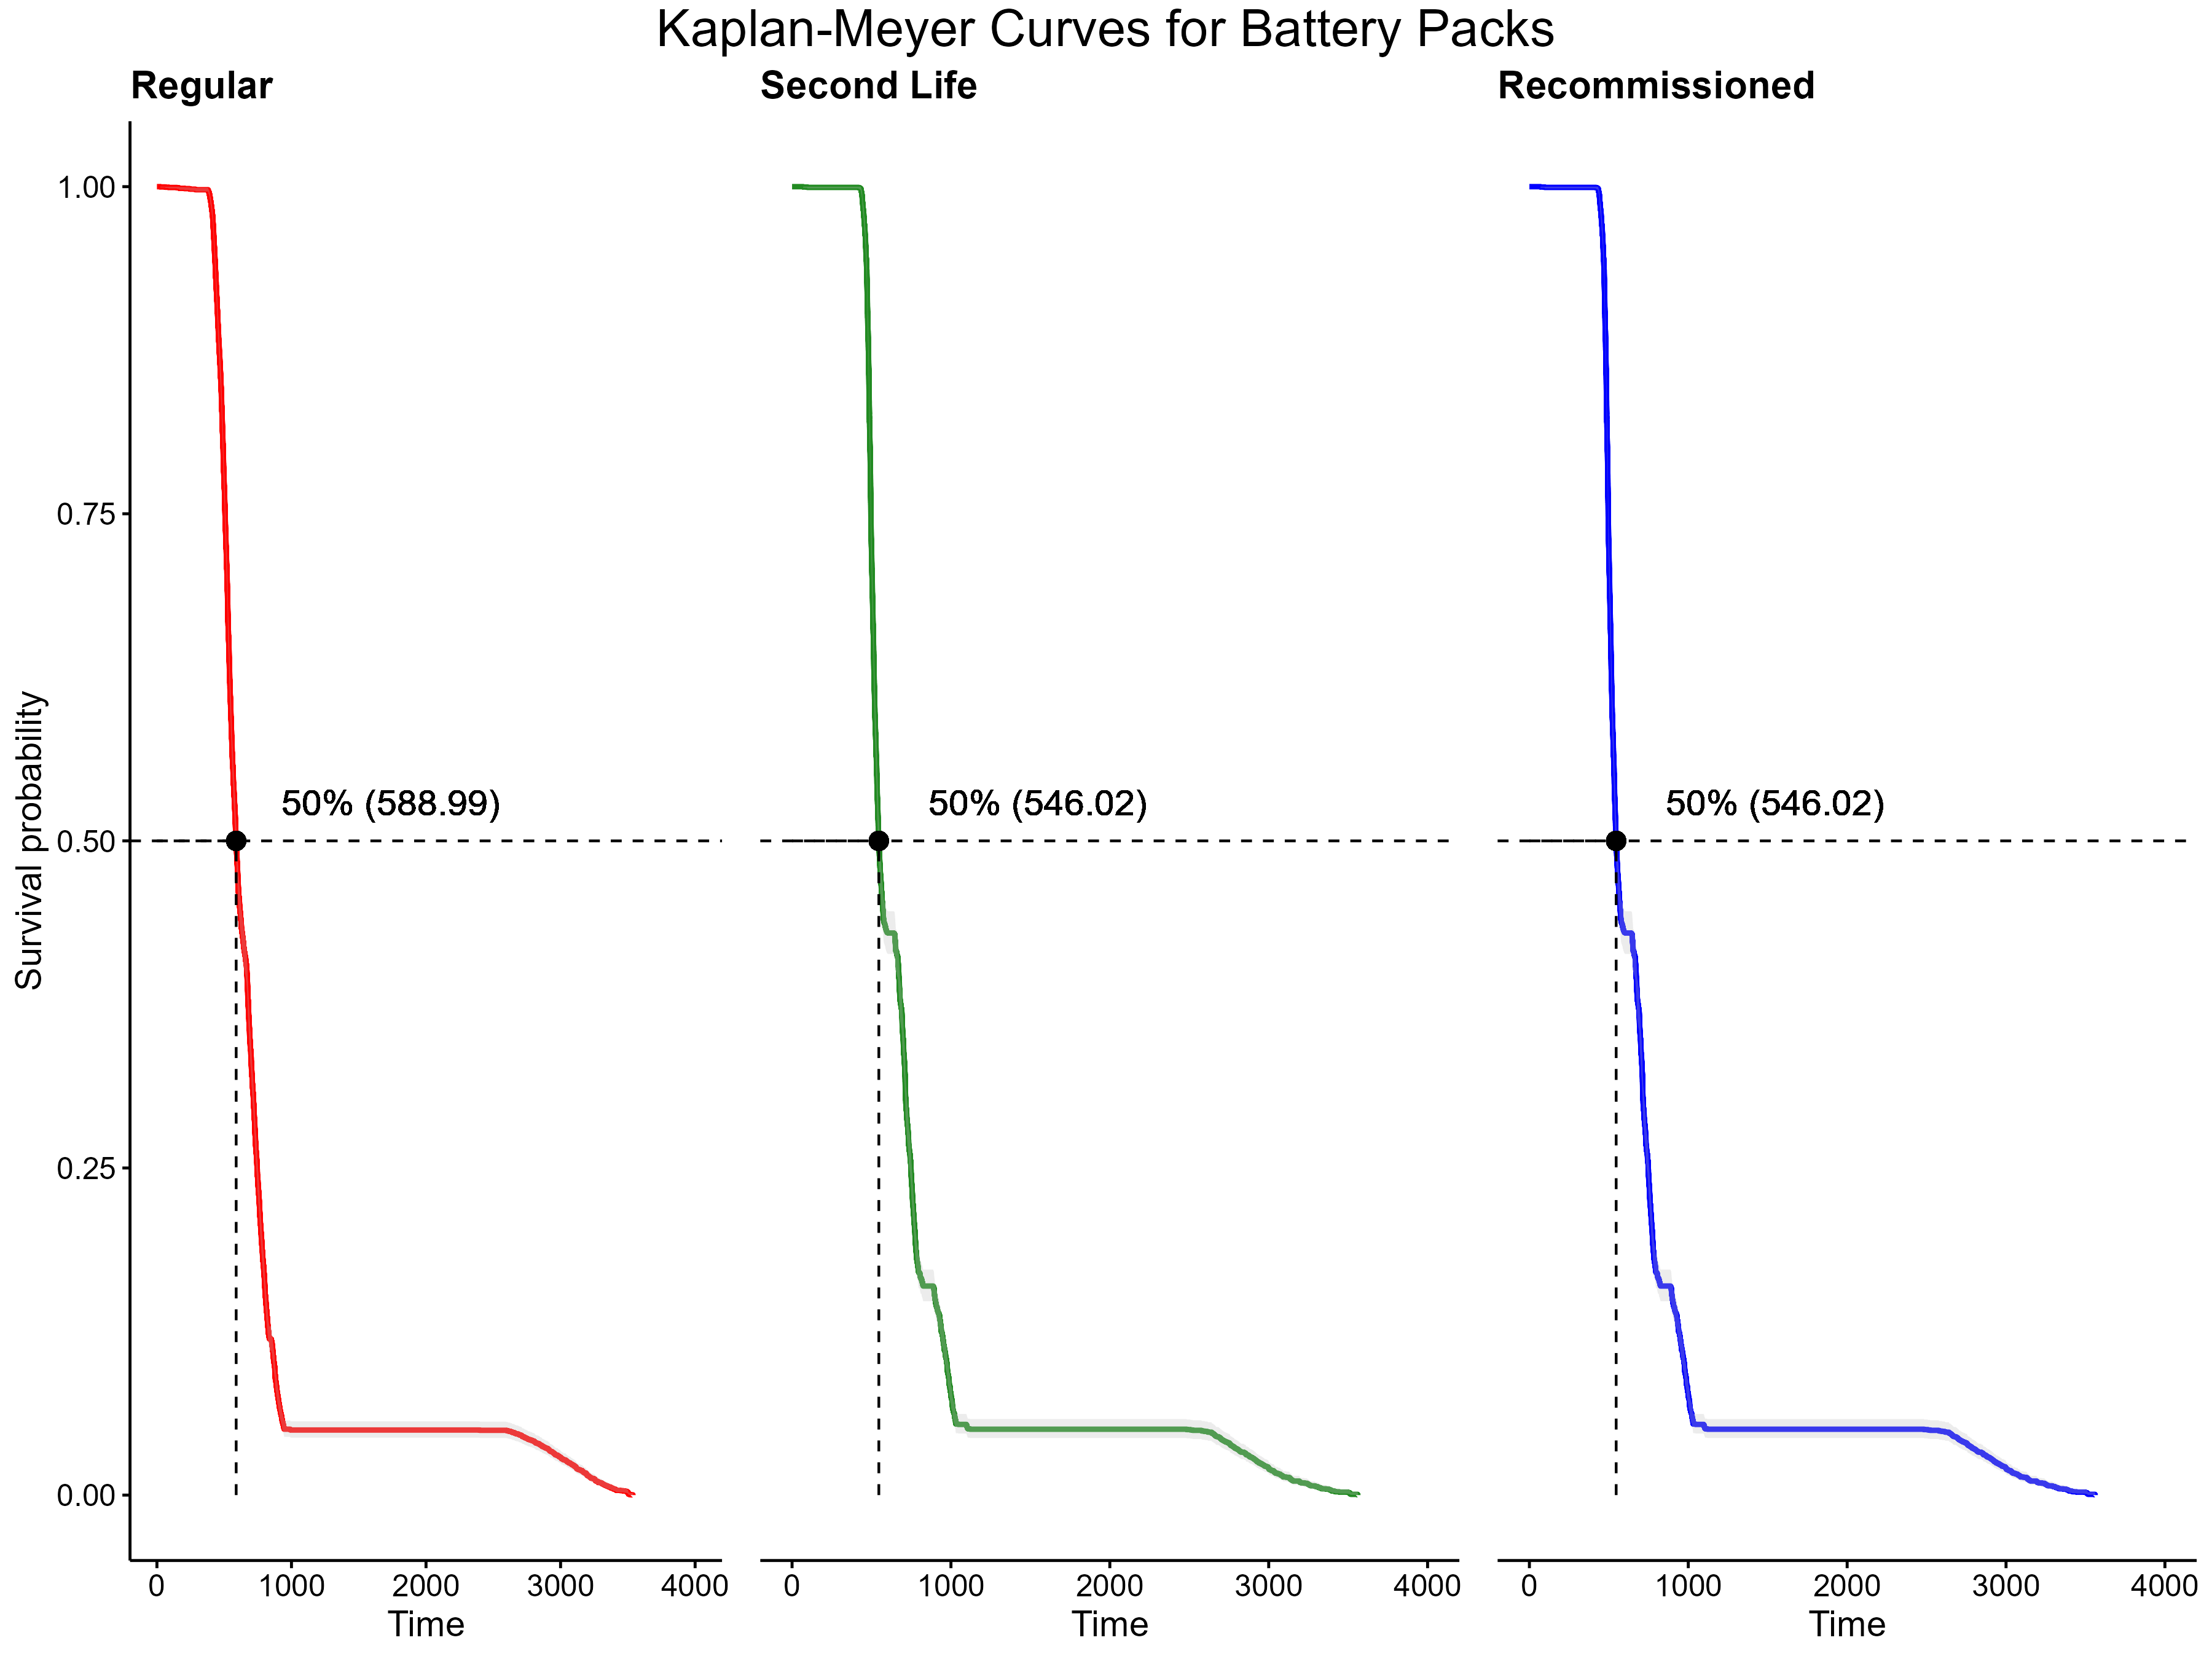 Kaplan-Meyer Curves for Battery Packs
Regular
Second Life
Recommissioned
Survival probability
1.00
0.75
0.50
0.25
0.00
50% (588.99)
50% (546.02)
50% (546.02)
0 1000 2000 3000 4000
0 1000 2000 3000 4000
0 1000 2000 3000 4000
Time
Time
Time